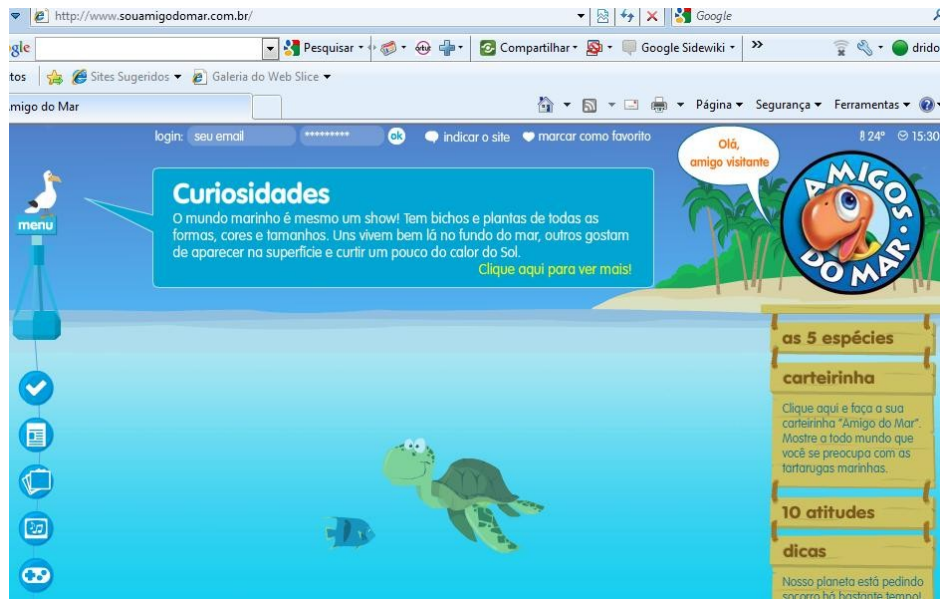 http://www.souamigodomar.com.br/
Google
gle
Pesquisar
Compartilhar
Google Sidewiki
»
drido
tos
Sites Sugeridos
Galeria do Web Slice
migo do Mar
Página
Segurança
Ferramentas
login: seu email ********* ok indicar o site marcar como favorito
8 24° 15:30
Olá,
amigo visitante
AMIGOS
DO MAR
menu
Curiosidades
O mundo marinho é mesmo um show! Tem bichos e plantas de todas as
formas, cores e tamanhos. Uns vivem bem lá no fundo do mar, outros gostam
de aparecer na superfície e curtir um pouco do calor do Sol.
Clique aqui para ver mais!
as 5 espécies
carteirinha
Clique aqui e faça a sua
carteirinha "Amigo do Mar".
Mostre a todo mundo que
você se preocupa com as
tartarugas marinhas.
10 atitudes
dicas
Nosso planeta está pedindo
socorro há bastante tempo!